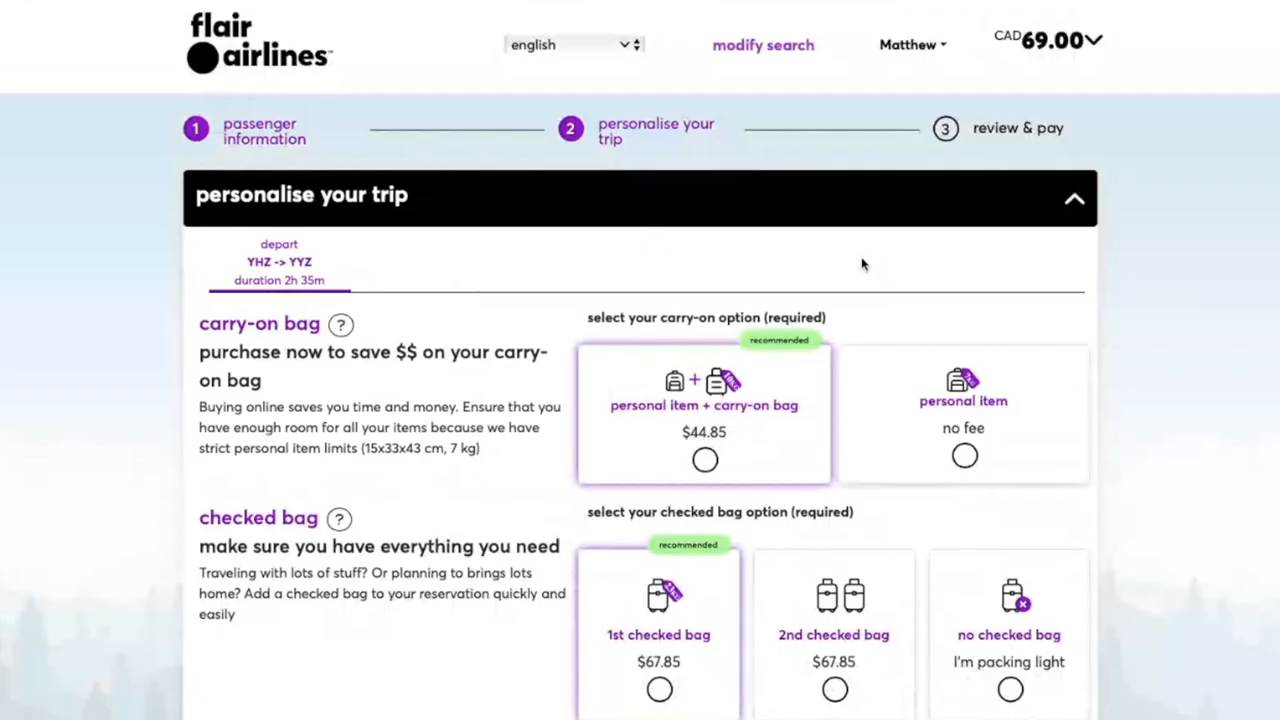 flair
airlines™
english
modify search
Matthew
CAD69.00
1
passenger
information
2
personalise your
trip
3
review & pay
personalise your trip
depart
YHZ -> YYZ
duration 2h 35m
carry-on bag ?
purchase now to save $$ on your carry-
on bag
Buying online saves you time and money. Ensure that you
have enough room for all your items because we have
strict personal item limits (15x33x43 cm, 7 kg)
select your carry-on option (required)
recommended
+
personal item + carry-on bag
$44.85
personal item
no fee
checked bag ?
make sure you have everything you need
Traveling with lots of stuff? Or planning to brings lots
home? Add a checked bag to your reservation quickly and
easily
select your checked bag option (required)
recommended
1st checked bag
$67.85
2nd checked bag
$67.85
no checked bag
I'm packing light